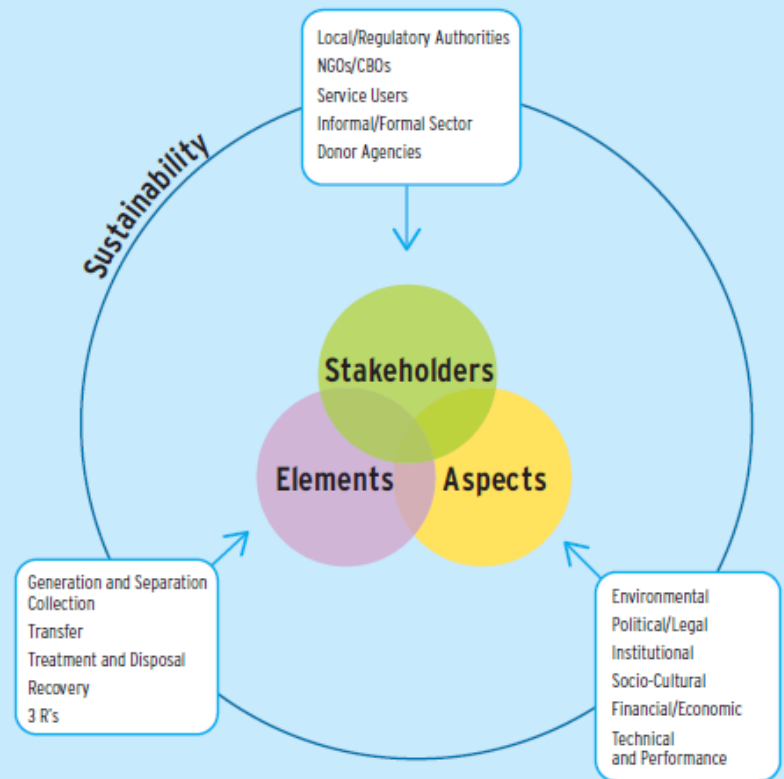 Local/Regulatory Authorities
NGOs/CBOs
Service Users
Informal/Formal Sector
Donor Agencies
Sustainability
Stakeholders
Elements
Aspects
Generation and Separation
Collection
Transfer
Treatment and Disposal
Recovery
3 R's
Environmental
Political/Legal
Institutional
Socio-Cultural
Financial/Economic
Technical
and Performance